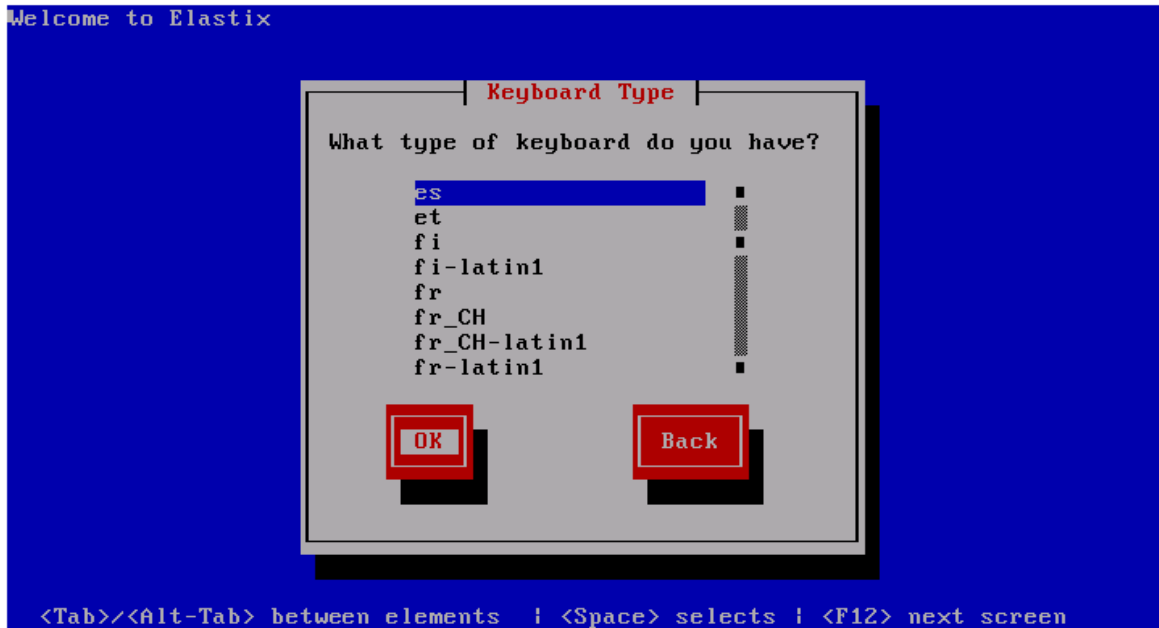 Welcome to Elastix
Keyboard Type
What type of keyboard do you have?
es
et
fi
fi-latin1
fr
fr_CH
fr_CH-latin1
fr-latin1
OK Back
<Tab>/<Alt-Tab> between elements | <Space> selects | <F12> next screen